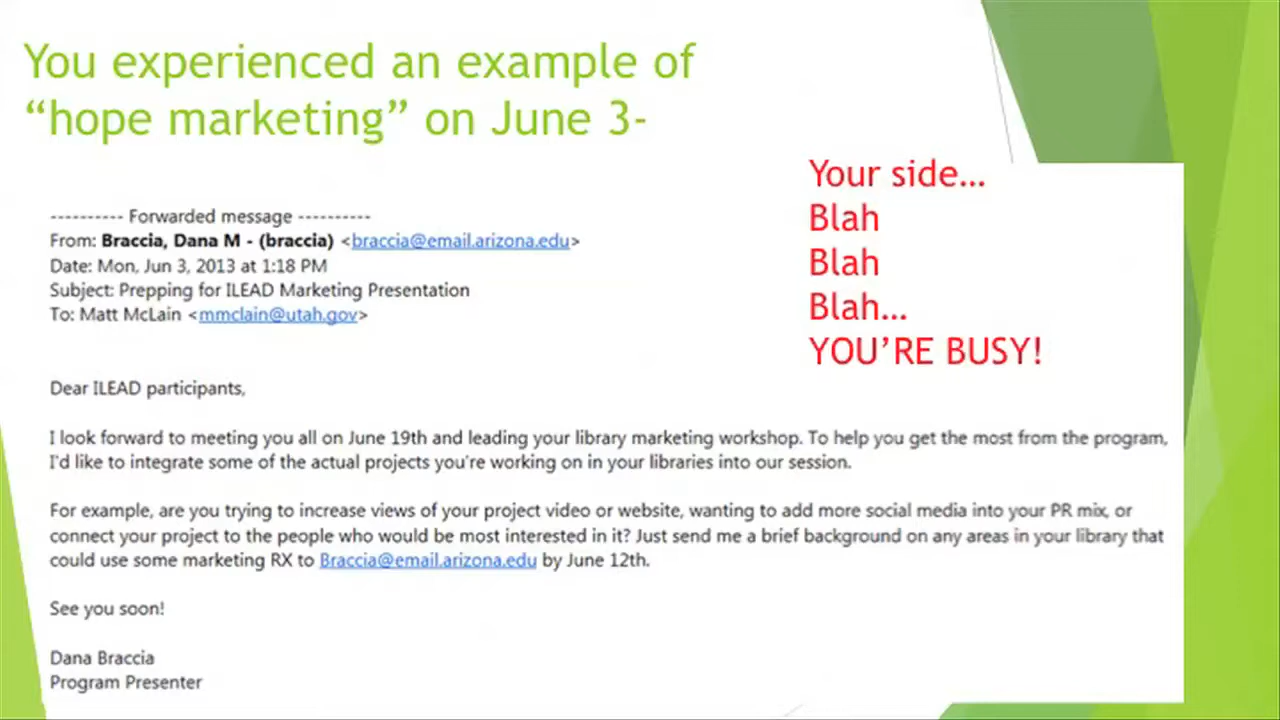 You experienced an example of
“hope marketing” on June 3-
Your side...
Blah
Blah
Blah...
YOU’RE BUSY!
---------- Forwarded message ----------
From: Braccia, Dana M - (braccia) <braccia@email.arizona.edu>
Date: Mon, Jun 3, 2013 at 1:18 PM
Subject: Prepping for ILEAD Marketing Presentation
To: Matt McLain <mmclain@utah.gov>
Dear ILEAD participants,
I look forward to meeting you all on June 19th and leading your library marketing workshop. To help you get the most from the program,
I'd like to integrate some of the actual projects you're working on in your libraries into our session.
For example, are you trying to increase views of your project video or website, wanting to add more social media into your PR mix, or
connect your project to the people who would be most interested in it? Just send me a brief background on any areas in your library that
could use some marketing RX to Braccia@email.arizona.edu by June 12th.
See you soon!
Dana Braccia
Program Presenter